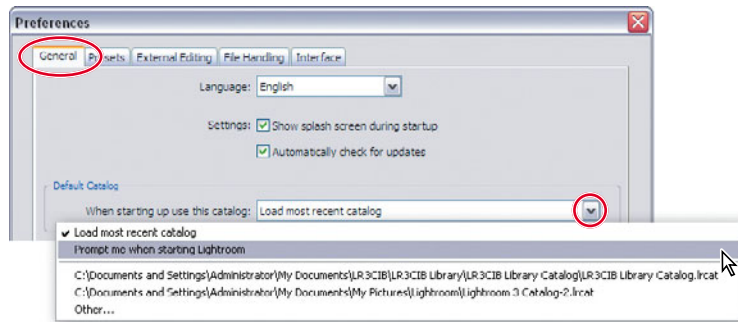 Preferences
General Presets External Editing File Handling Interface
Language: English
Settings: Show splash screen during startup
Automatically check for updates
Default Catalog
When starting up use this catalog: Load most recent catalog
Load most recent catalog
Prompt me when starting Lightroom
C:\Documents and Settings\Administrator\My Documents\LR3CIB\LR3CIB Library\LR3CIB Library Catalog\LR3CIB Library Catalog.lrcat
C:\Documents and Settings\Administrator\My Documents\My Pictures\Lightroom\Lightroom 3 Catalog-2.lrcat
Other...